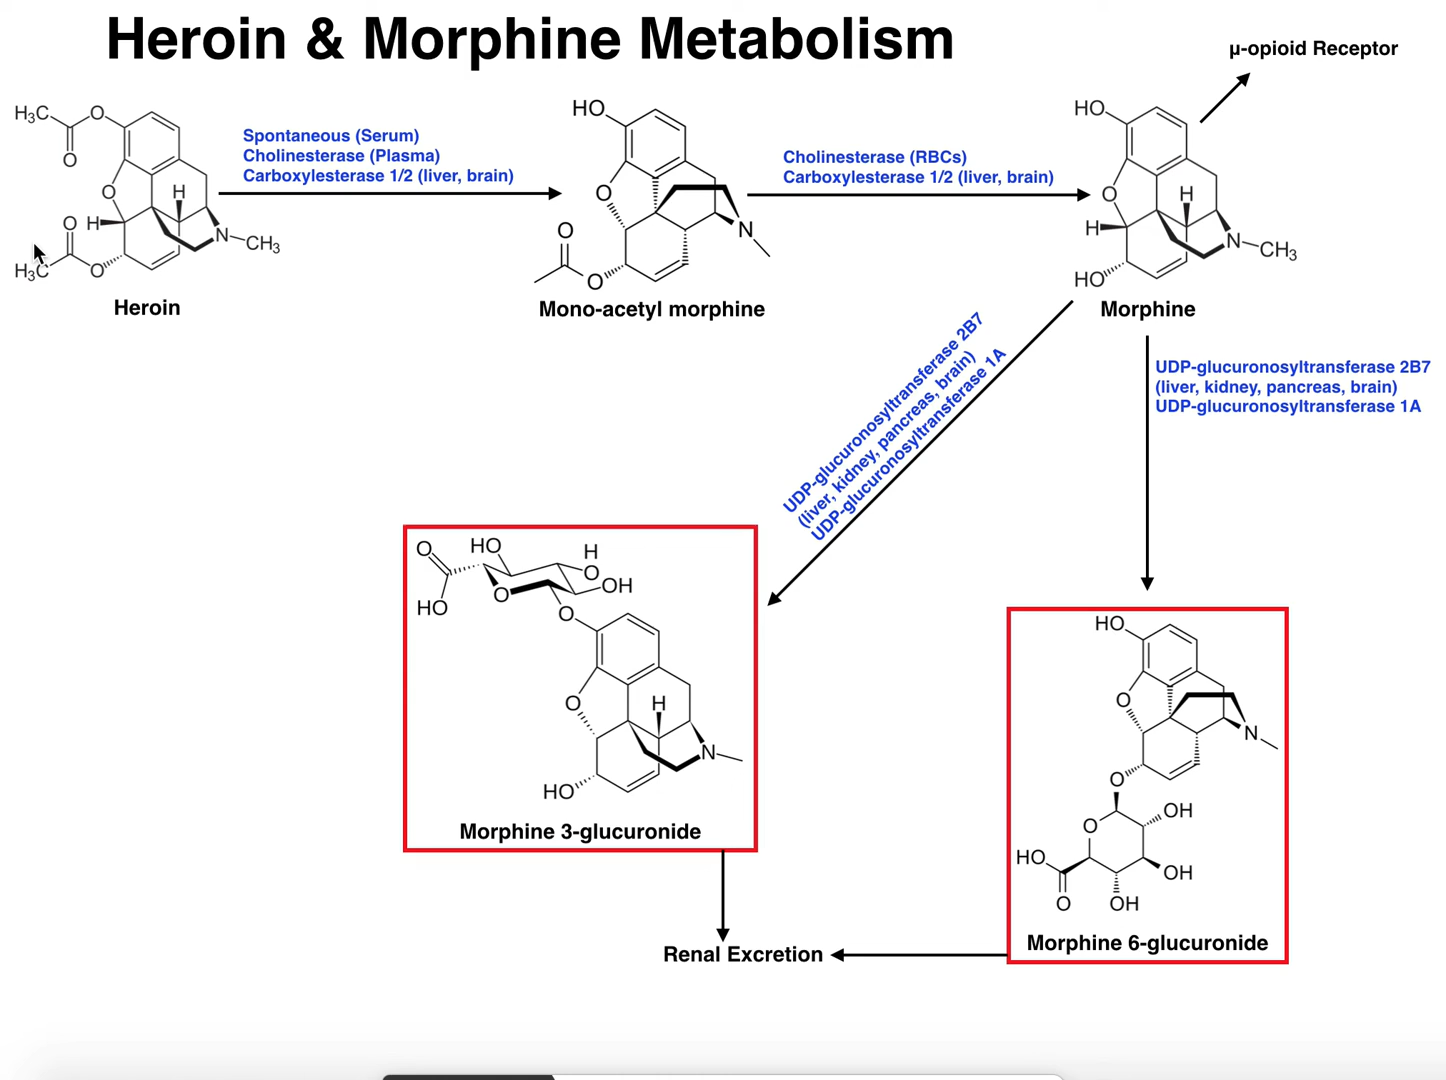 Heroin & Morphine Metabolism
µ-opioid Receptor
H₃C
O
O
O
H
H
O
H₃C
O
N
CH₃
Heroin
Spontaneous (Serum)
Cholinesterase (Plasma)
Carboxylesterase 1/2 (liver, brain)
HO
O
O
O
N
Mono-acetyl morphine
Cholinesterase (RBCs)
Carboxylesterase 1/2 (liver, brain)
HO
O
H
H
N
CH₃
HO
Morphine
UDP-glucuronosyltransferase 2B7
(liver, kidney, pancreas, brain)
UDP-glucuronosyltransferase 1A
UDP-glucuronosyltransferase 2B7
(liver, kidney, pancreas, brain)
UDP-glucuronosyltransferase 1A
O
HO
H
O
OH
HO
O
O
O
H
N
HO
Morphine 3-glucuronide
HO
O
N
O
O
OH
HO
OH
O
OH
Morphine 6-glucuronide
Renal Excretion